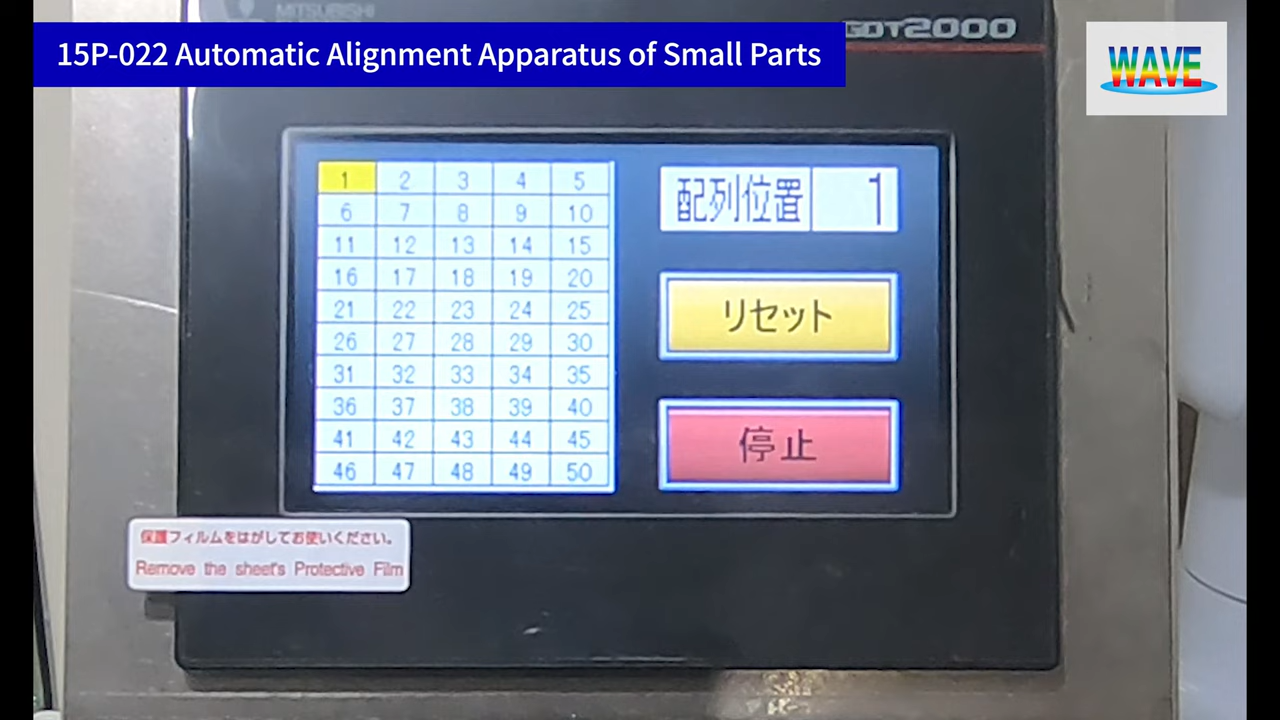 MITSUBISHI
GOT2000
15P-022 Automatic Alignment Apparatus of Small Parts
WAVE
1 2 3 4 5
6 7 8 9 10
11 12 13 14 15
16 17 18 19 20
21 22 23 24 25
26 27 28 29 30
31 32 33 34 35
36 37 38 39 40
41 42 43 44 45
46 47 48 49 50
配列位置 1
リセット
停止
保護フィルムをはがしてお使いください。
Remove the sheet's Protective Film